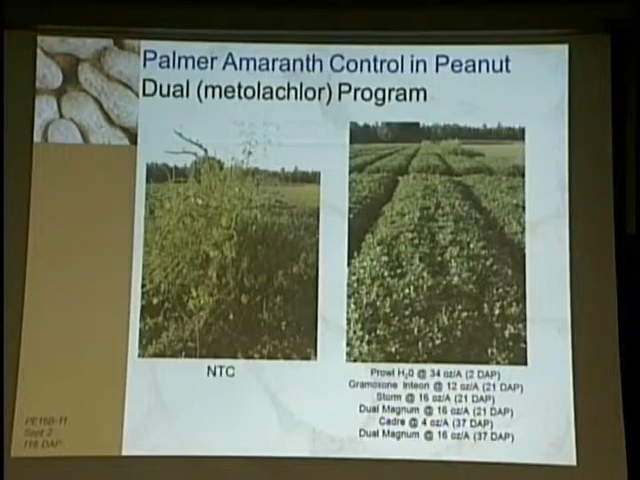 Palmer Amaranth Control in Peanut
Dual (metolachlor) Program
NTC
Prowl H₂0 @ 34 oz/A (2 DAP)
Gramoxone Inteon @ 12 oz/A (21 DAP)
Storm @ 16 oz/A (21 DAP)
Dual Magnum @ 16 oz/A (21 DAP)
Cadre @ 4 oz/A (37 DAP)
Dual Magnum @ 16 oz/A (37 DAP)
Sept 2